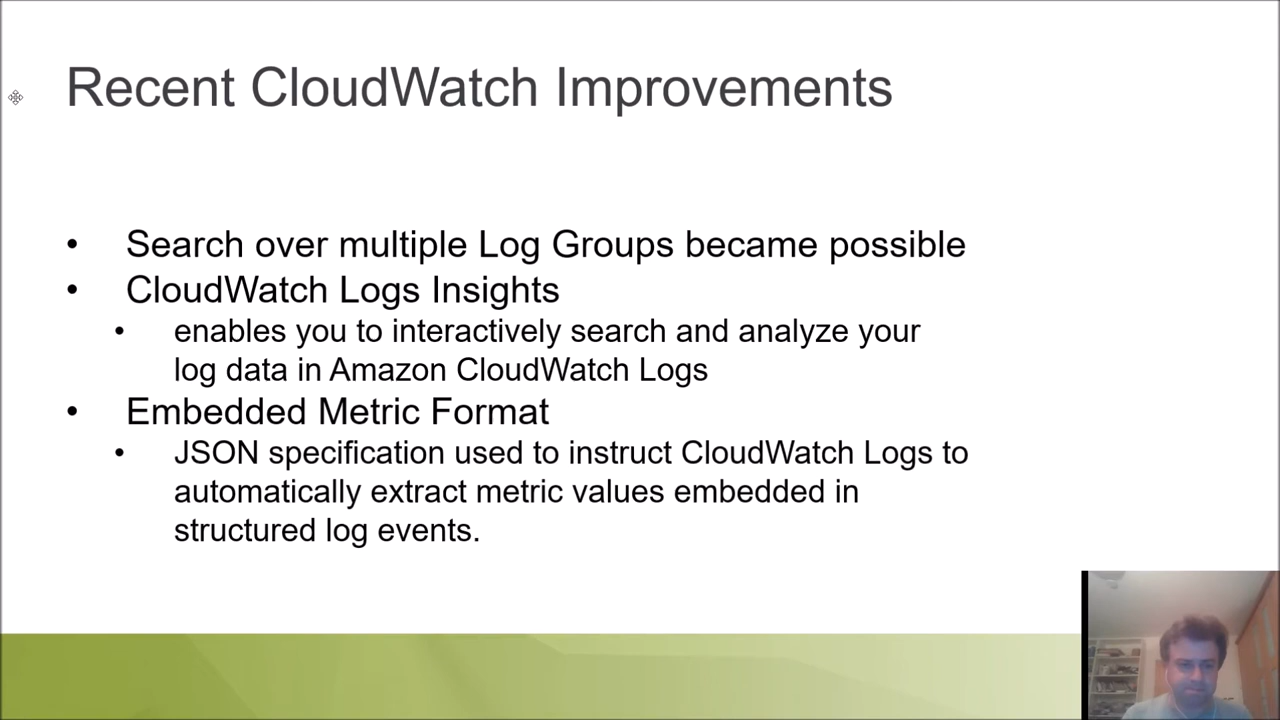 Recent CloudWatch Improvements
• Search over multiple Log Groups became possible
• CloudWatch Logs Insights
• enables you to interactively search and analyze your
log data in Amazon CloudWatch Logs
• Embedded Metric Format
• JSON specification used to instruct CloudWatch Logs to
automatically extract metric values embedded in
structured log events.